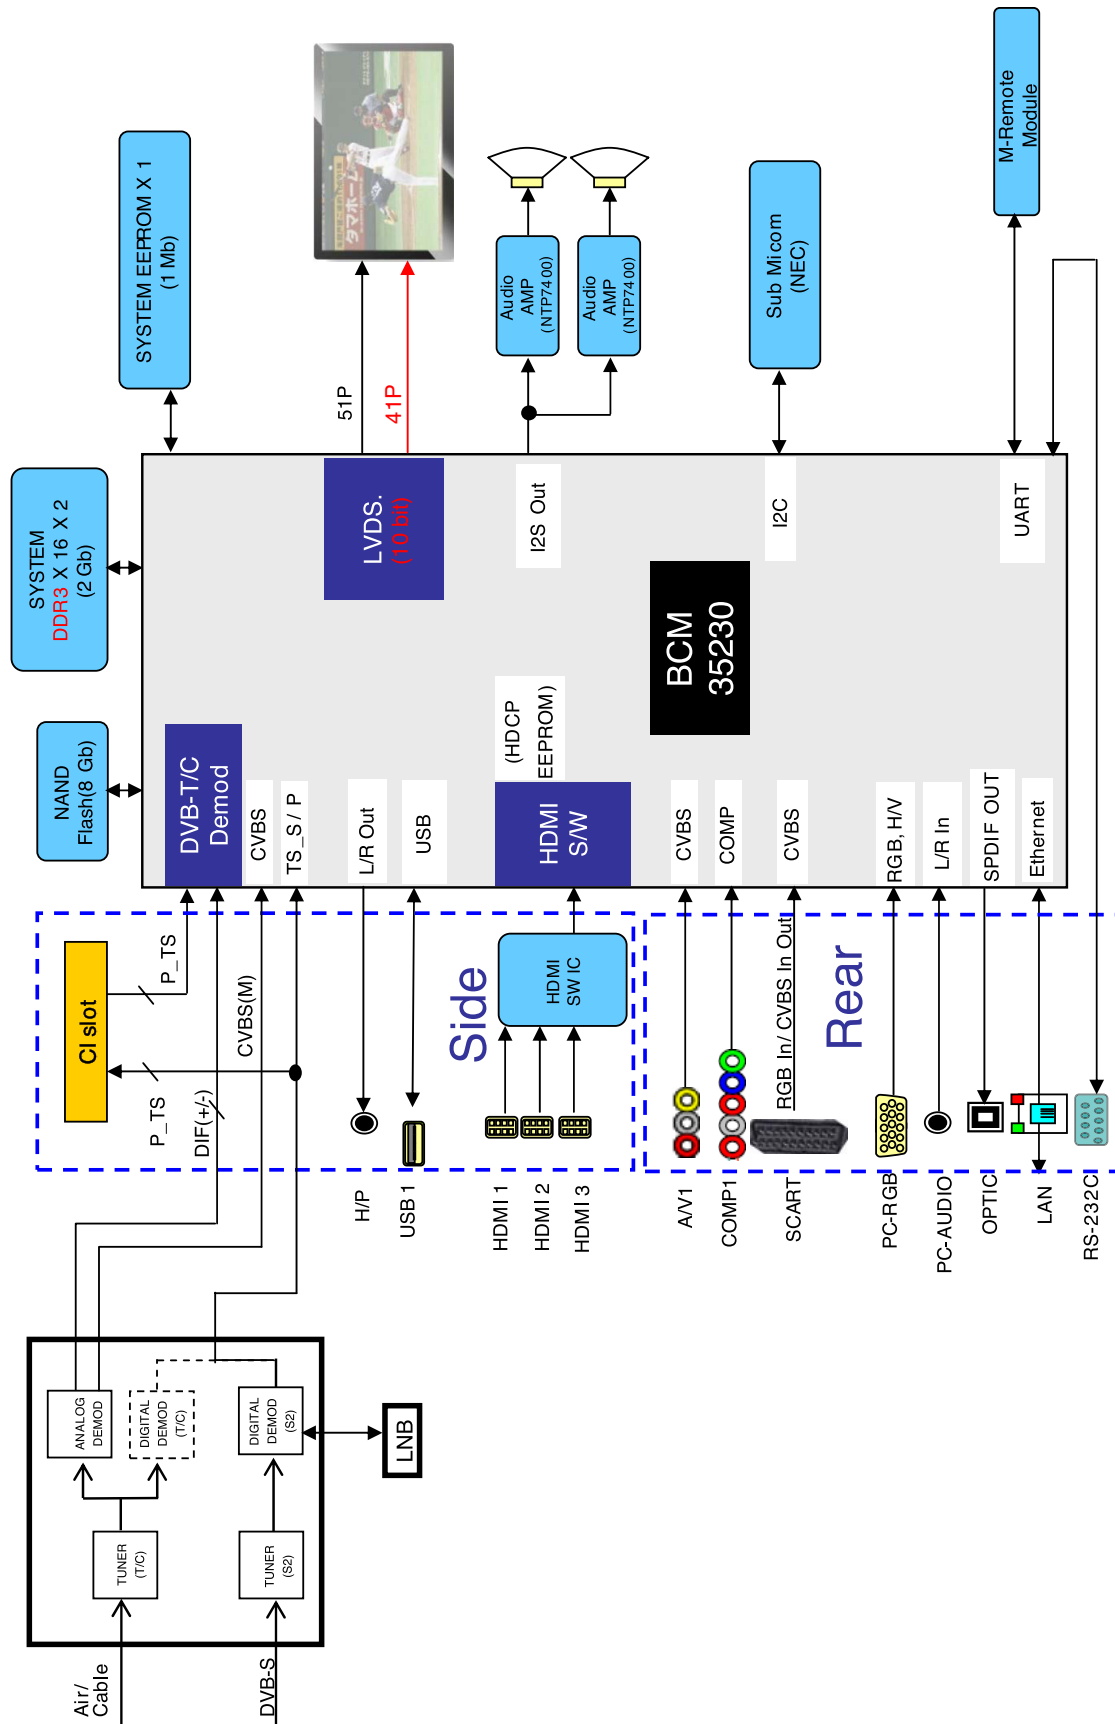 Air/
Cable
DVB-S
TUNER
(T/C)
TUNER
(S2)
ANALOG
DEMOD
DIGITAL
DEMOD
(T/C)
DIGITAL
DEMOD
(S2)
LNB
CI slot
P_TS
P_TS
DIF(+/-)
CVBS(M)
Side
H/P
USB 1
HDMI 1
HDMI 2
HDMI 3
HDMI
SW IC
Rear
A/V1
COMP1
SCART
RGB In/ CVBS In Out
PC-RGB
PC-AUDIO
OPTIC
LAN
RS-232C
NAND
Flash(8 Gb)
SYSTEM
DDR3 X 16 X 2
(2 Gb)
SYSTEM EEPROM X 1
(1 Mb)
DVB-T/C
Demod
CVBS
TS_S / P
L/R Out
USB
HDMI
S/W
(HDCP
EEPROM)
CVBS
COMP
CVBS
RGB, H/V
L/R In
SPDIF OUT
Ethernet
BCM
35230
LVDS.
(10 bit)
I2S Out
I2C
UART
51P
41P
タマホーム
Audio
AMP
(NTP7400)
Audio
AMP
(NTP7400)
Sub Micom
(NEC)
M-Remote
Module